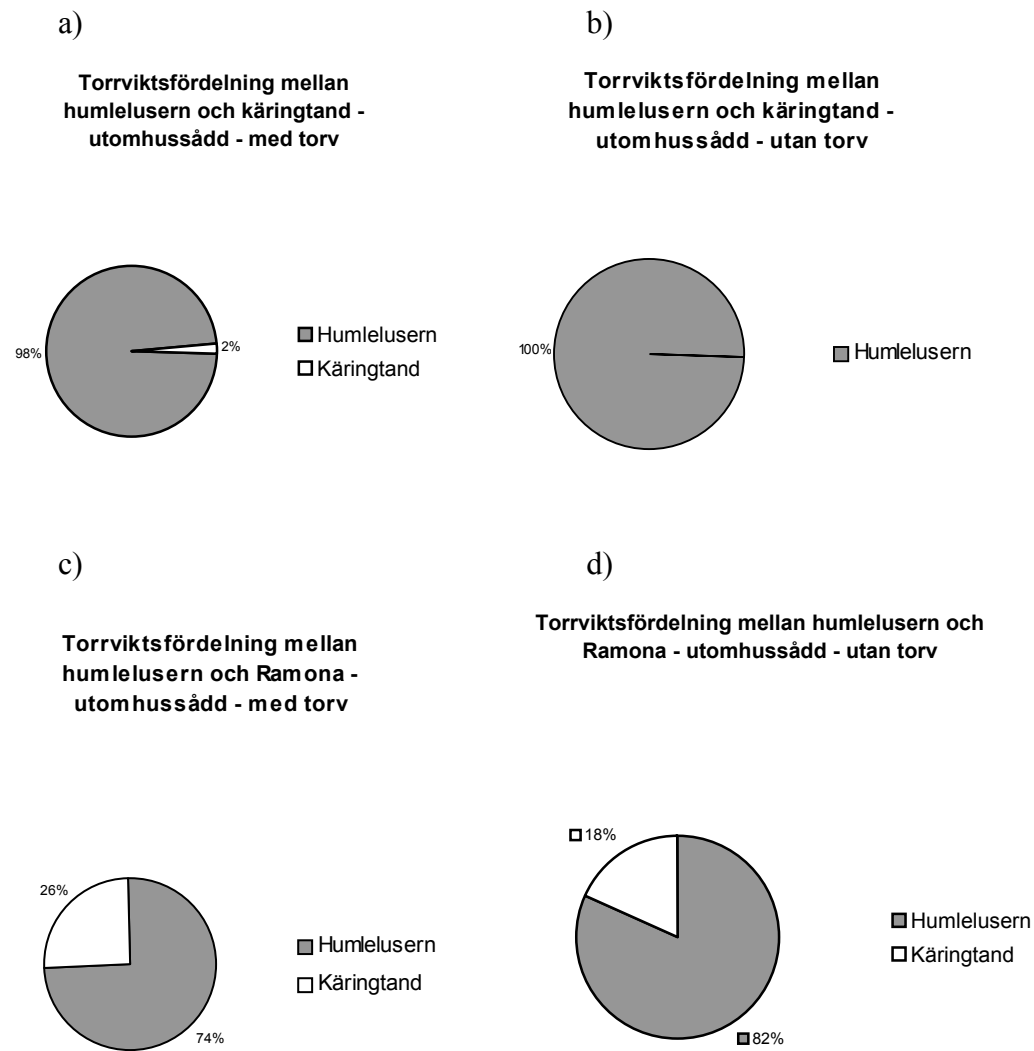 a)
Torrviktsfördelning mellan
humlelusern och käringtand -
utomhussådd - med torv
98%
2%
Humlelusern
Käringtand
b)
Torrviktsfördelning mellan
humlelusern och käringtand -
utomhussådd - utan torv
100%
Humlelusern
c)
Torrviktsfördelning mellan
humlelusern och Ramona -
utomhussådd - med torv
26%
74%
Humlelusern
Käringtand
d)
Torrviktsfördelning mellan humlelusern och
Ramona - utomhussådd - utan torv
18%
82%
Humlelusern
Käringtand